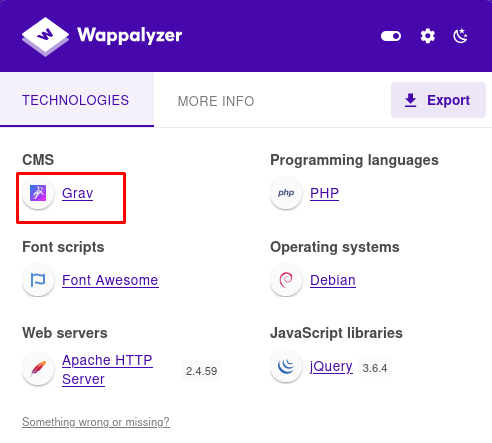 Wappalyzer
TECHNOLOGIES
MORE INFO
Export
CMS
Grav
Programming languages
php
PHP
Font scripts
Font Awesome
Operating systems
Debian
Web servers
Apache HTTP
Server
2.4.59
JavaScript libraries
jQuery
3.6.4
Something wrong or missing?